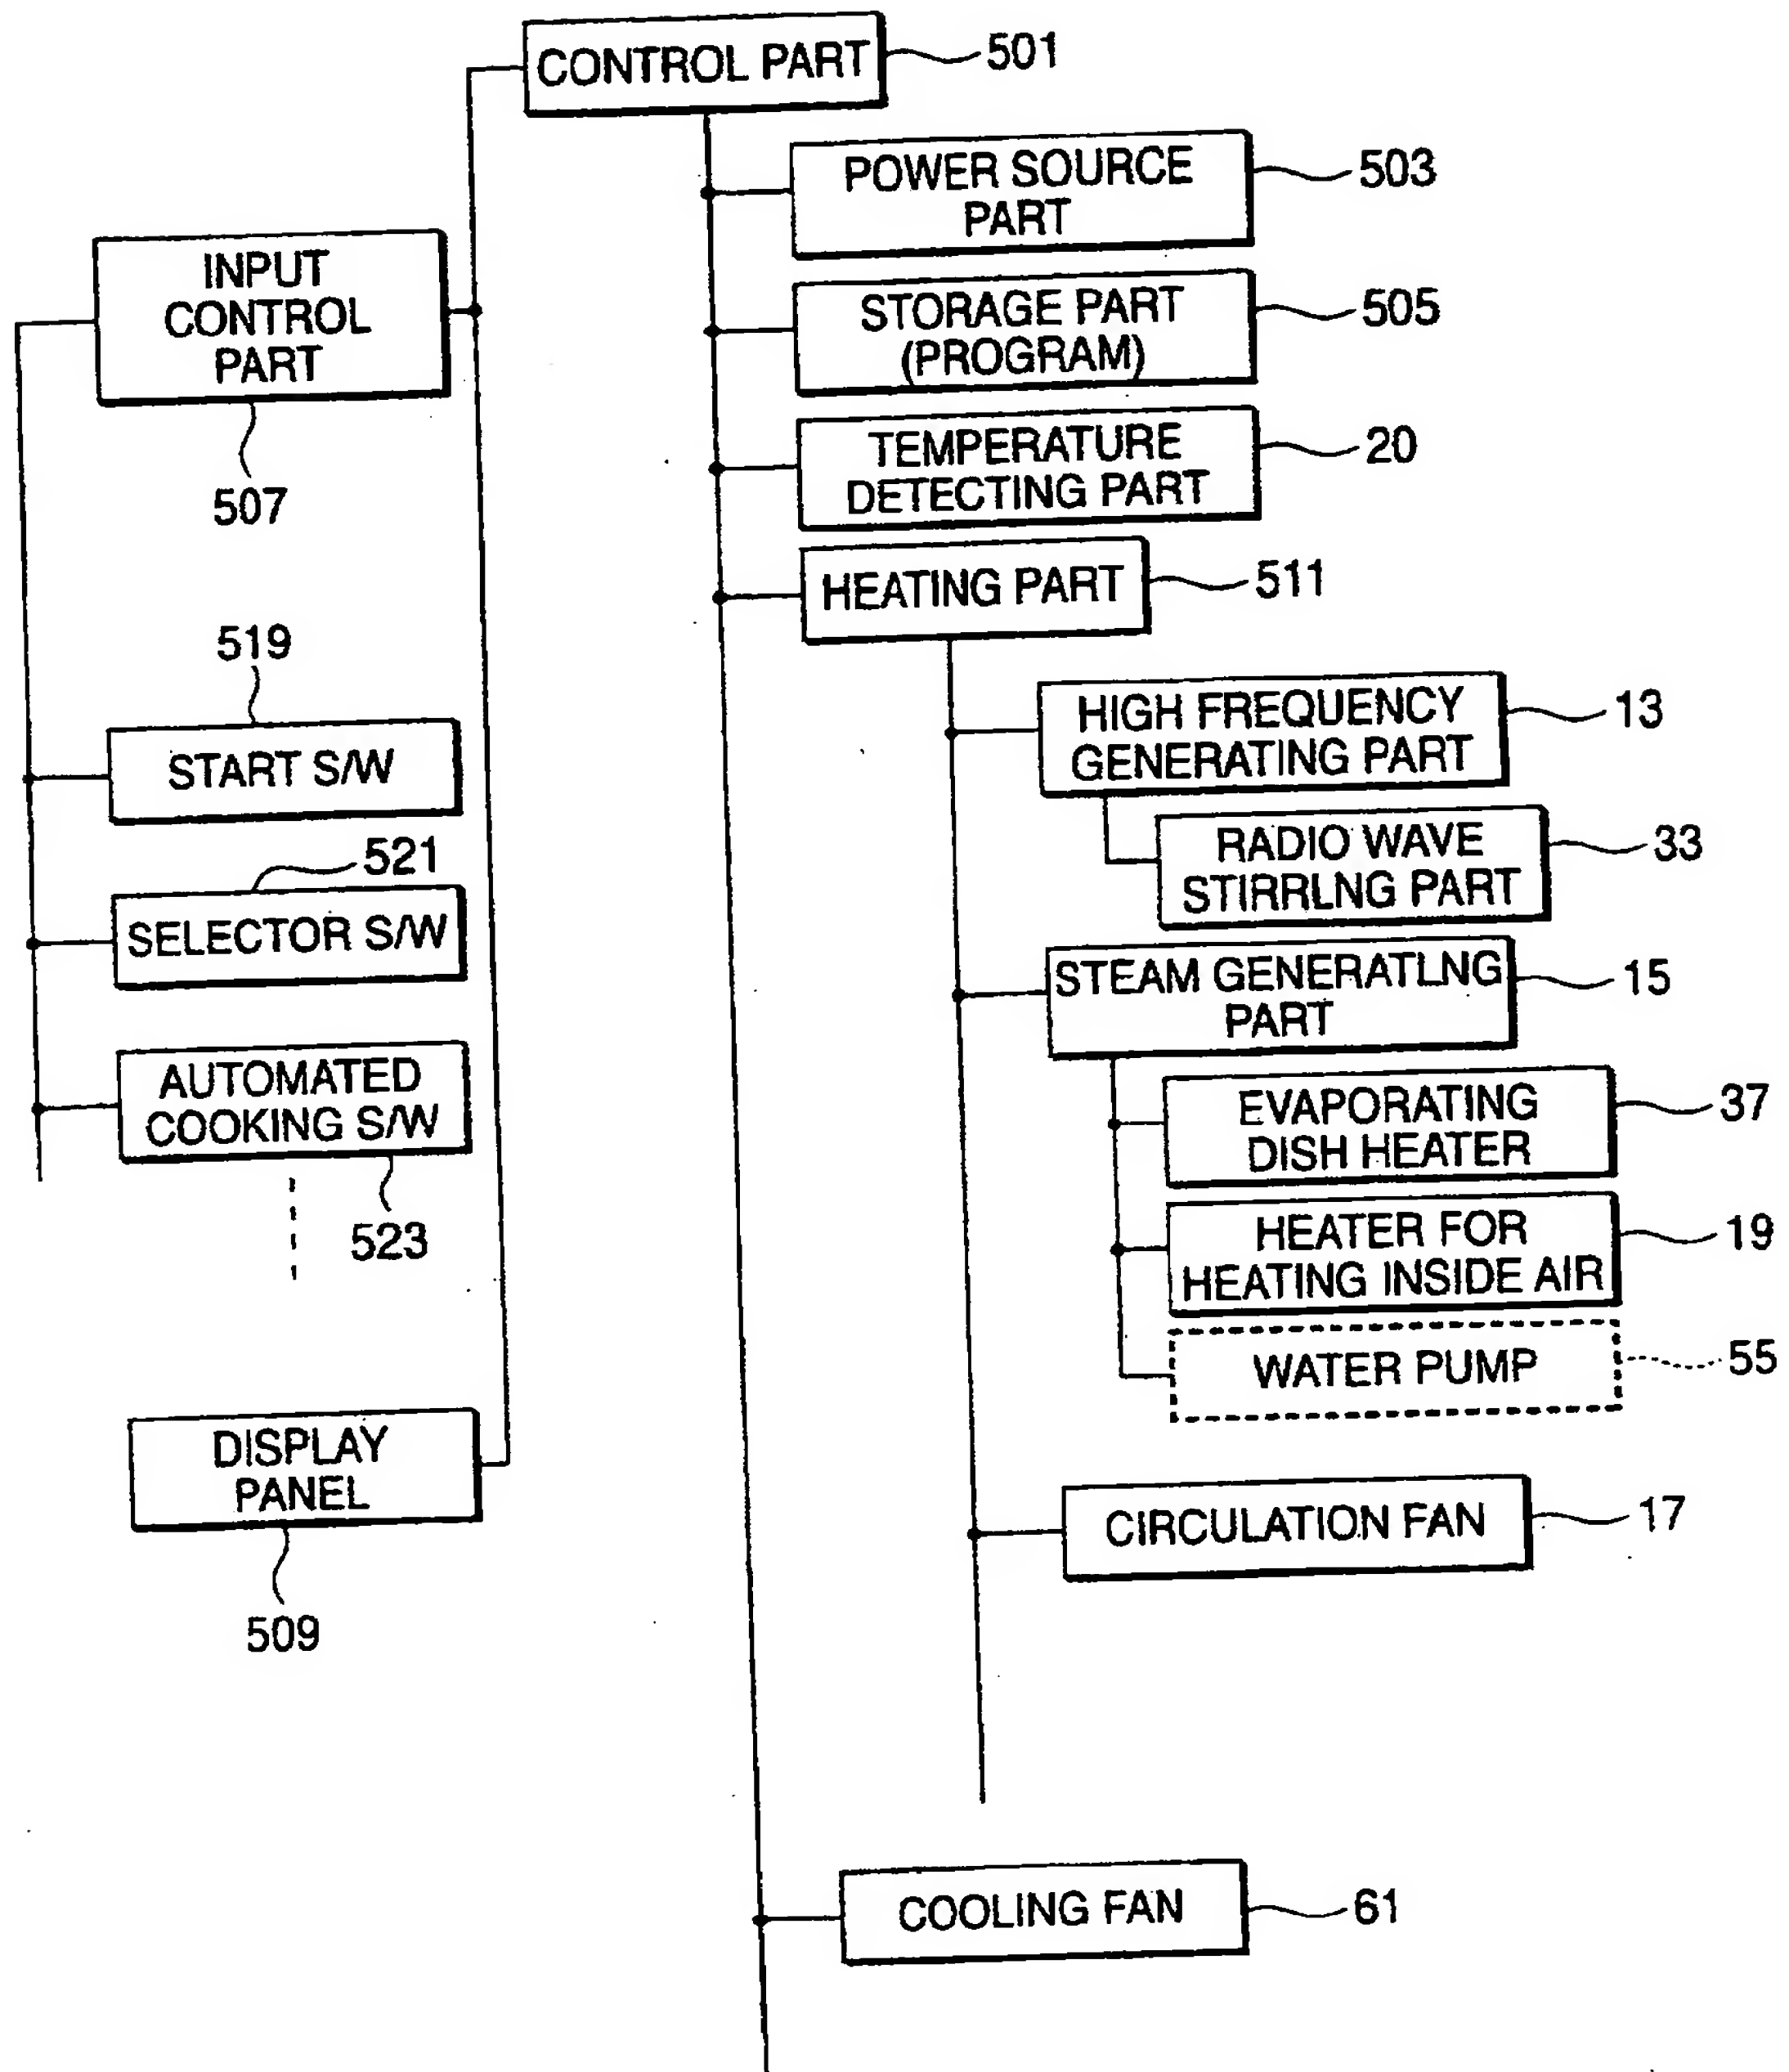 CONTROL PART
501
POWER SOURCE
PART
503
INPUT
CONTROL
PART
507
STORAGE PART
(PROGRAM)
505
TEMPERATURE
DETECTING PART
20
HEATING PART
511
519
START S/W
HIGH FREQUENCY
GENERATING PART
13
521
SELECTOR S/W
RADIO WAVE
STIRRLNG PART
33
STEAM GENERATLNG
PART
15
AUTOMATED
COOKING S/W
523
EVAPORATING
DISH HEATER
37
HEATER FOR
HEATING INSIDE AIR
19
WATER PUMP
55
DISPLAY
PANEL
509
CIRCULATION FAN
17
COOLING FAN
61